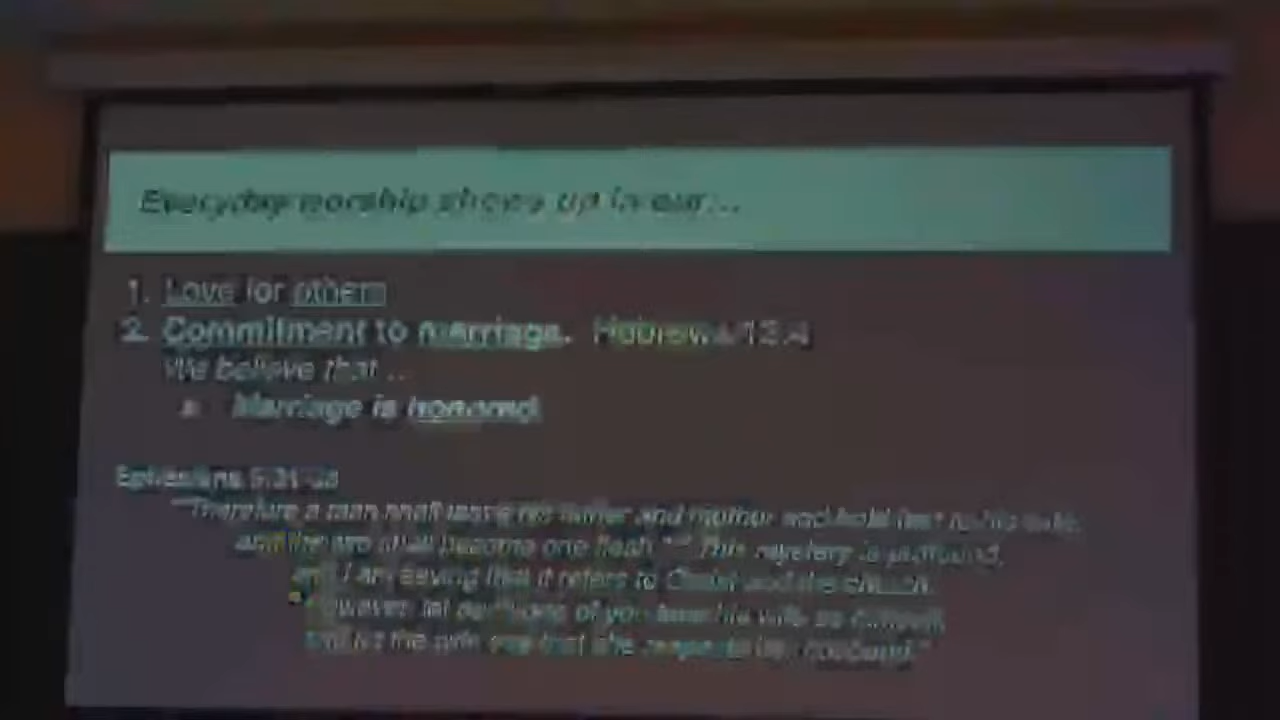 Everyday worship shows up in our...
1. Love for others
2. Commitment to marriage. Hebrews 13:4
We believe that...
Marriage is honored.
Ephesians 5:31-33
"Therefore a man shall leave his father and mother and hold fast to his wife,
and the two shall become one flesh." This mystery is profound,
and I am saying that it refers to Christ and the church.
However, let each one of you love his wife as himself,
and let the wife see that she respects her husband."